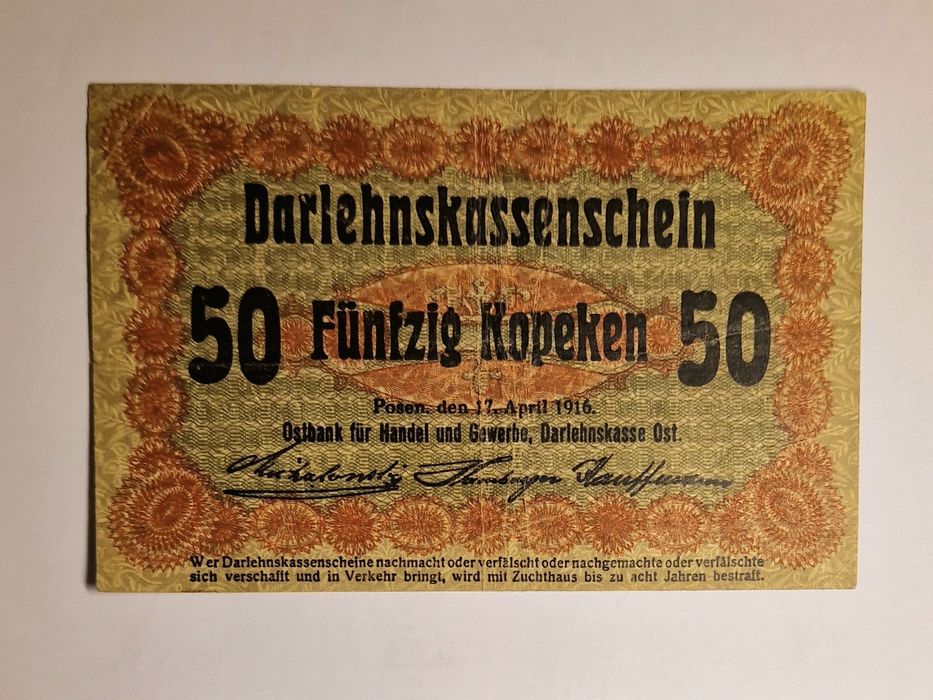 Darlehnskassenschein
50 Fünfzig Kopeken 50
Posen, den 17. April 1916.
Ostbank für Handel und Gewerbe, Darlehnskasse Ost.
Kauffmann
Wer Darlehnskassenscheine nachmacht oder verfälscht oder nachgemachte oder verfälschte
sich verschafft und in Verkehr bringt, wird mit Zuchthaus bis zu acht Jahren bestraft.